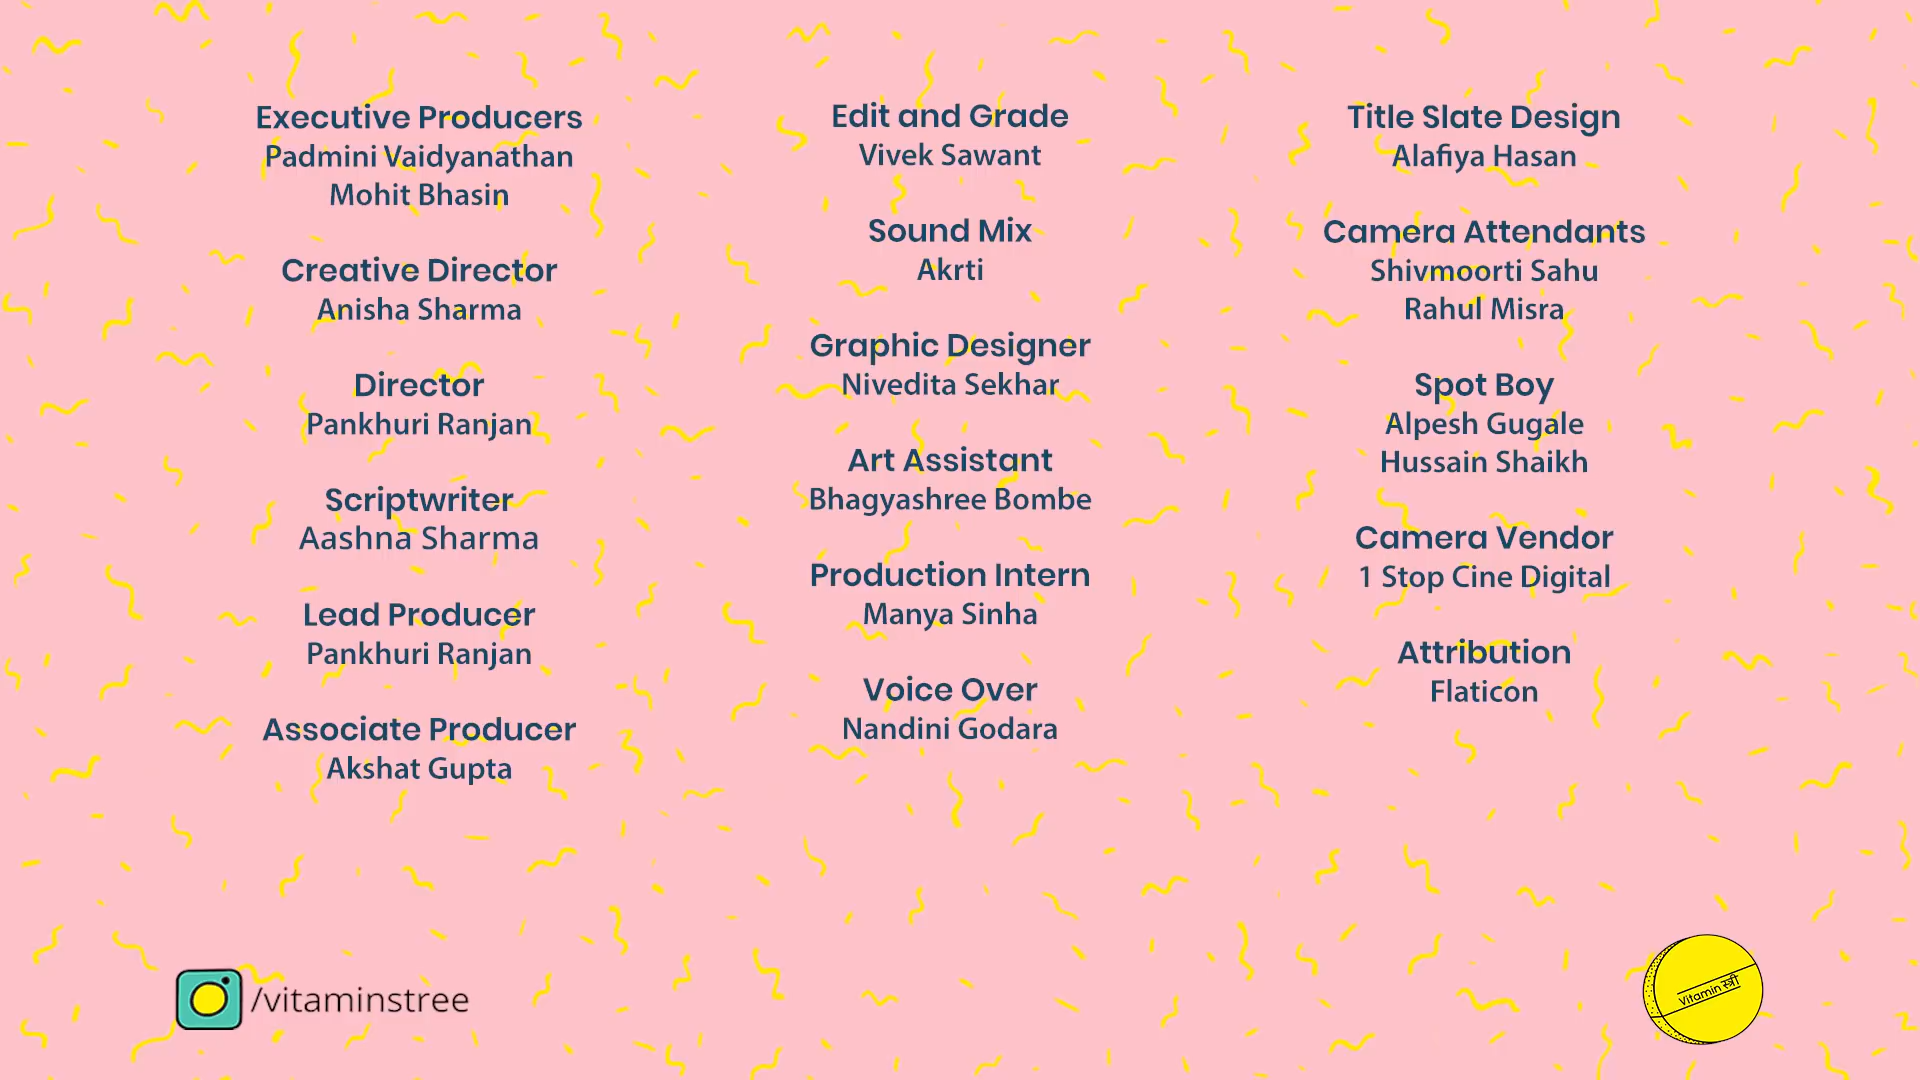 Executive Producers
Padmini Vaidyanathan
Mohit Bhasin
Creative Director
Anisha Sharma
Director
Pankhuri Ranjan
Scriptwriter
Aashna Sharma
Lead Producer
Pankhuri Ranjan
Associate Producer
Akshat Gupta
Edit and Grade
Vivek Sawant
Sound Mix
Akrti
Graphic Designer
Nivedita Sekhar
Art Assistant
Bhagyashree Bombe
Production Intern
Manya Sinha
Voice Over
Nandini Godara
Title Slate Design
Alafiya Hasan
Camera Attendants
Shivmoorti Sahu
Rahul Misra
Spot Boy
Alpesh Gugale
Hussain Shaikh
Camera Vendor
1 Stop Cine Digital
Attribution
Flaticon
/vitaminstree
Vitamin स्त्री